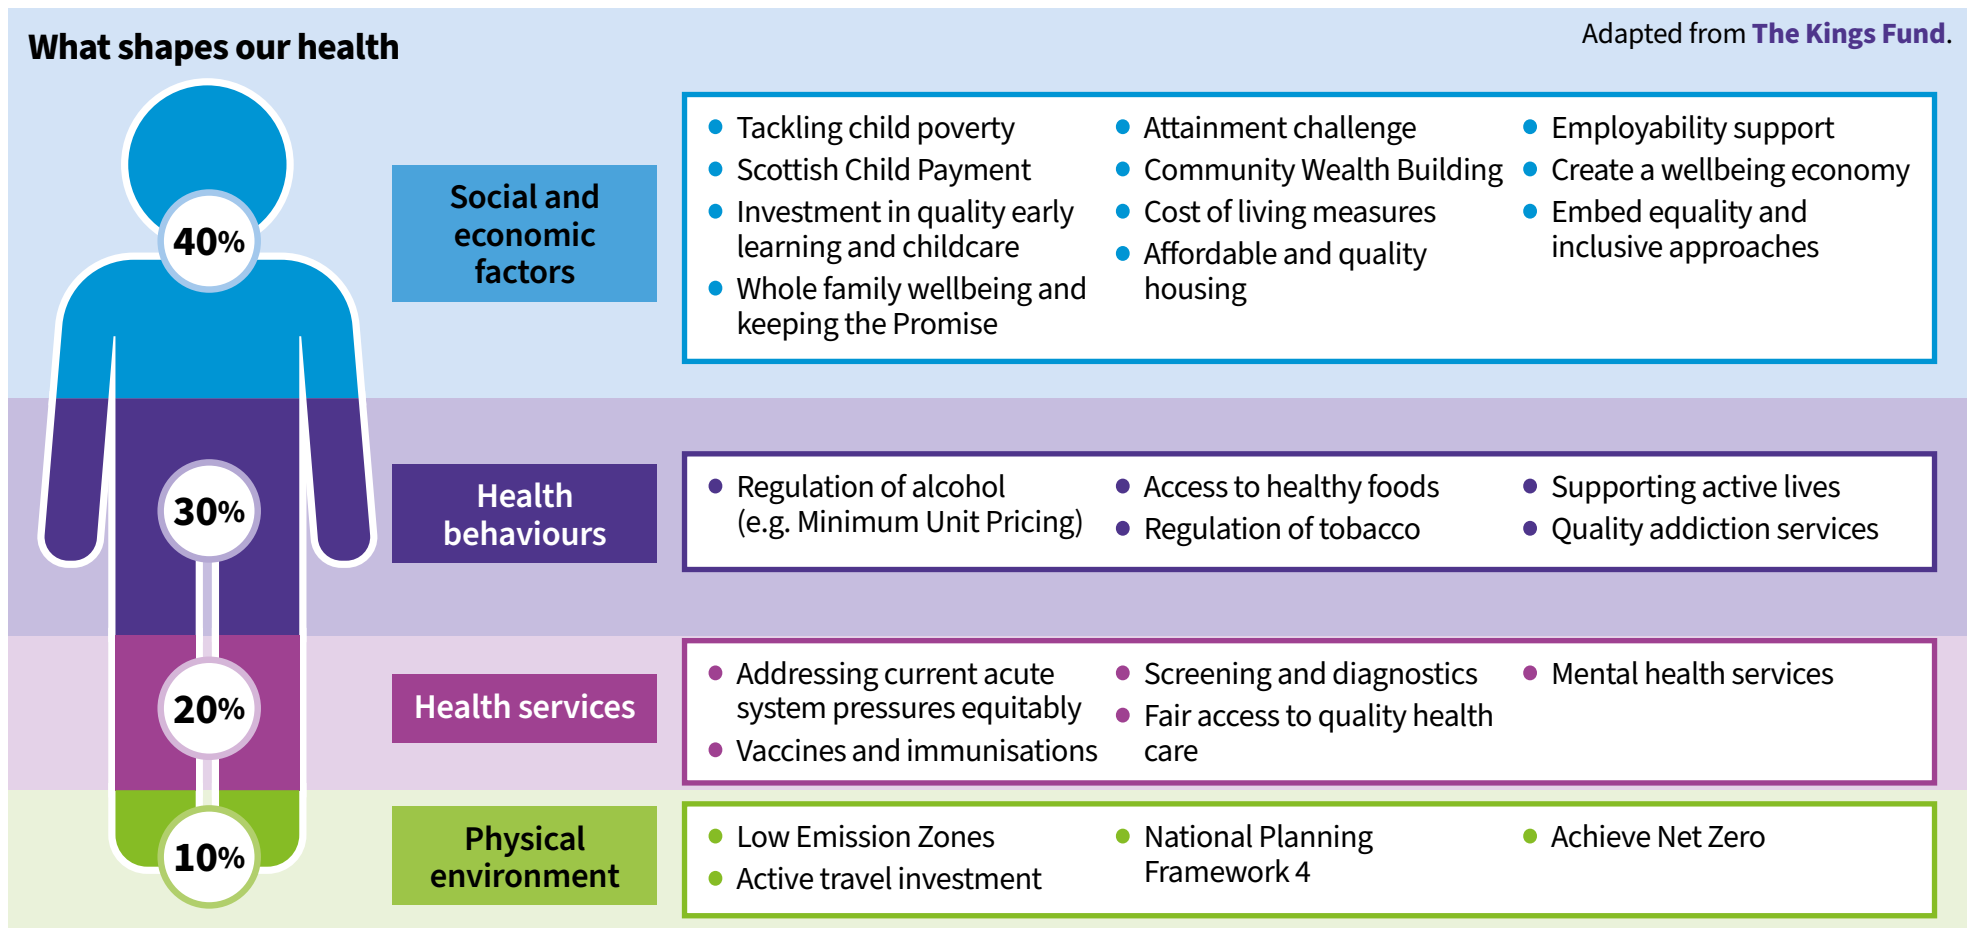 What shapes our health
Adapted from The Kings Fund.
40%
Social and
economic
factors
Tackling child poverty
Scottish Child Payment
Investment in quality early
learning and childcare
Whole family wellbeing and
keeping the Promise
Attainment challenge
Community Wealth Building
Cost of living measures
Affordable and quality
housing
Employability support
Create a wellbeing economy
Embed equality and
inclusive approaches
30%
Health
behaviours
Regulation of alcohol
(e.g. Minimum Unit Pricing)
Access to healthy foods
Regulation of tobacco
Supporting active lives
Quality addiction services
20%
Health services
Addressing current acute
system pressures equitably
Vaccines and immunisations
Screening and diagnostics
Fair access to quality health
care
Mental health services
10%
Physical
environment
Low Emission Zones
Active travel investment
National Planning
Framework 4
Achieve Net Zero